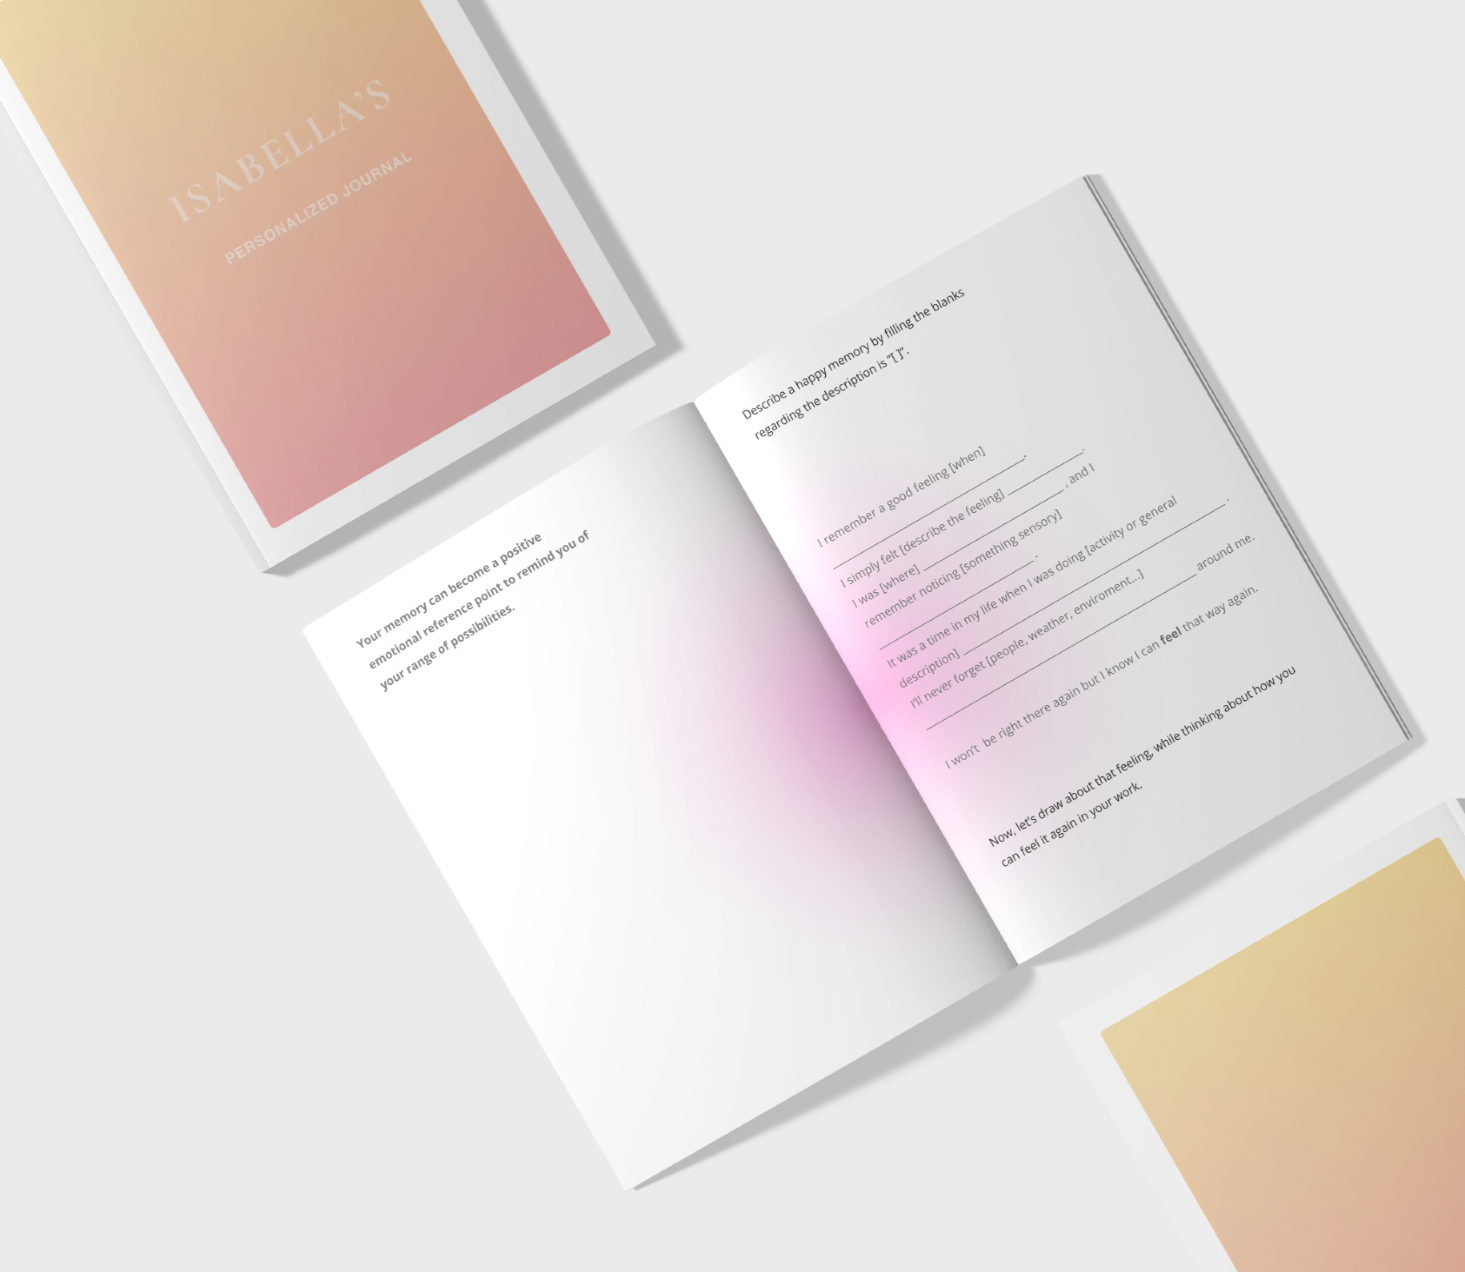 ISABELLA'S
PERSONALIZED JOURNAL
Your memory can become a positive
emotional reference point to remind you of
your range of possibilities.
Describe a happy memory by filling the blanks
regarding the description is "[ ]".
I remember a good feeling [when]
______________________________.
I simply felt [describe the feeling] ____________.
I was [where] ______________________, and I
remember noticing [something sensory]
________________________.
It was a time in my life when I was doing [activity or general
description] __________________________________________.
I'll never forget [people, weather, enviroment...]
__________________________________________ around me.
I won't be right there again but I know I can feel that way again.
Now, let's draw about that feeling, while thinking about how you
can feel it again in your work.